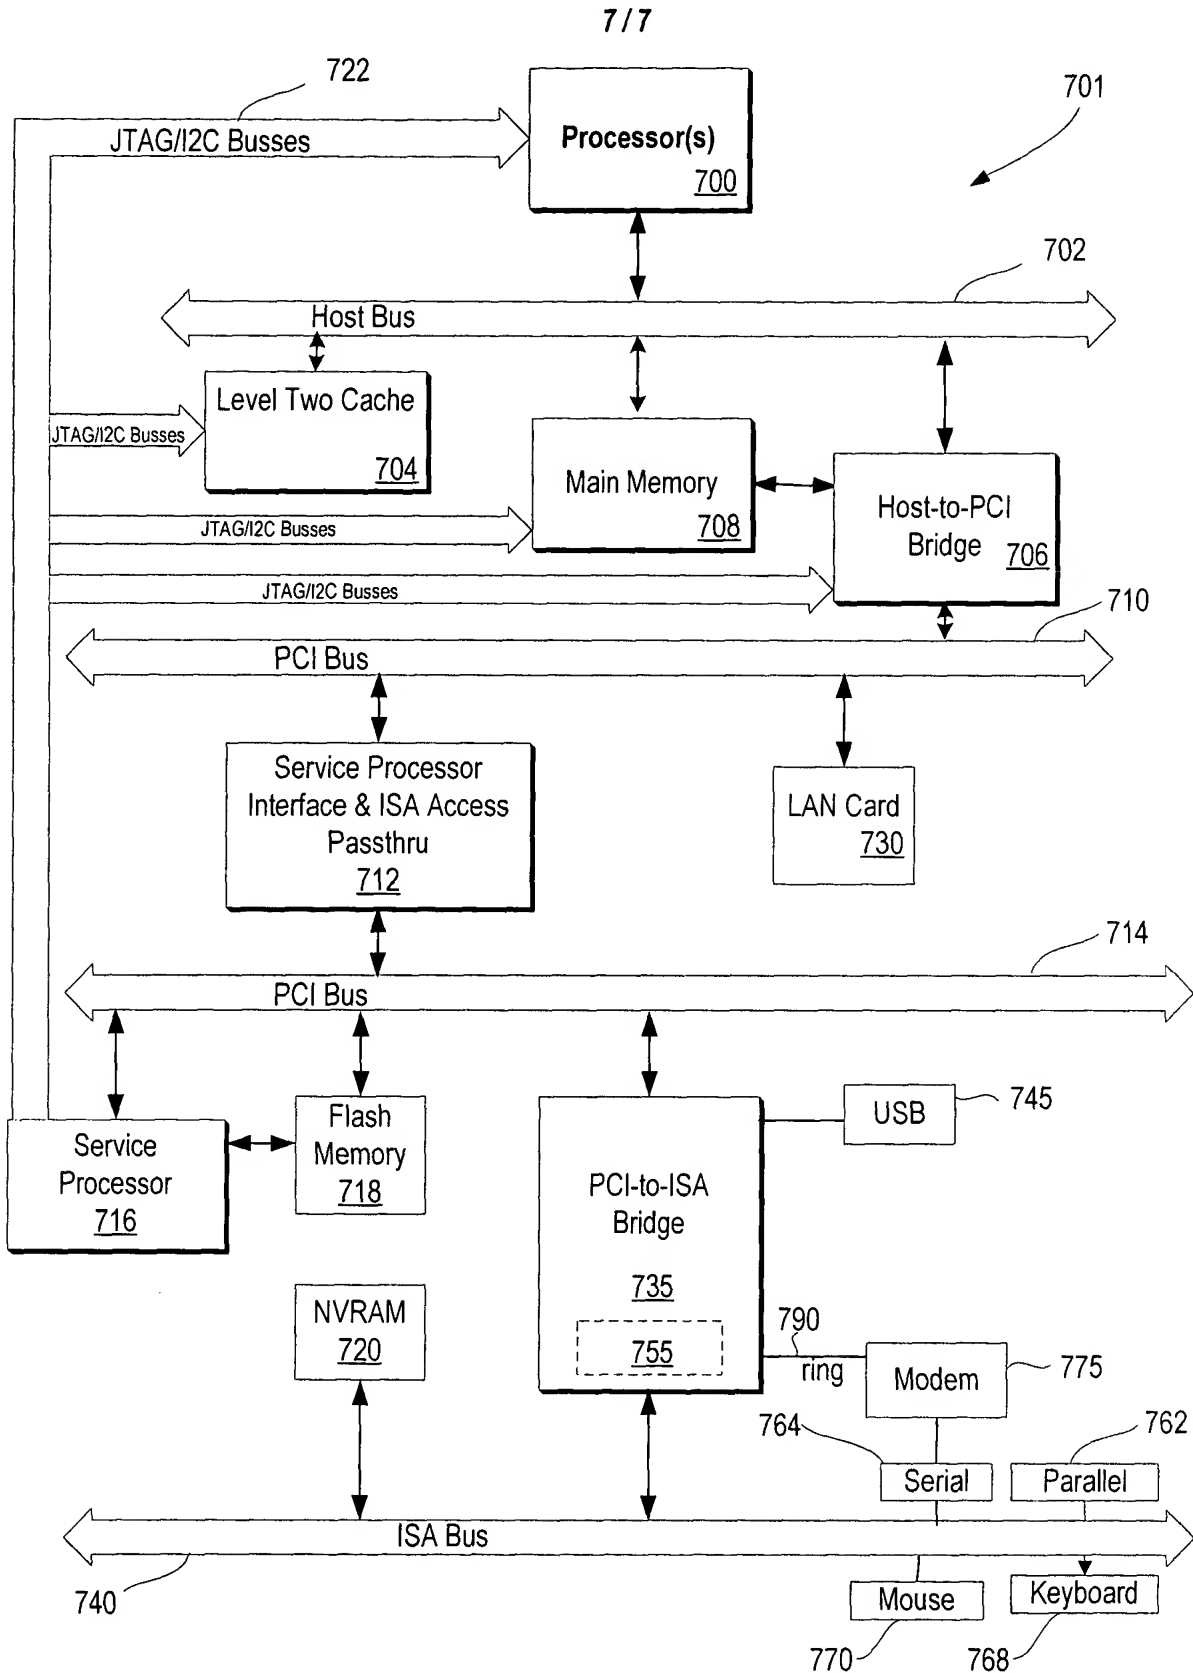 7 / 7
722
701
JTAG/I2C Busses
Processor(s)
700
702
Host Bus
Level Two Cache
704
JTAG/I2C Busses
Main Memory
708
Host-to-PCI
Bridge
706
JTAG/I2C Busses
JTAG/I2C Busses
710
PCI Bus
Service Processor
Interface & ISA Access
Passthru
712
LAN Card
730
714
PCI Bus
USB
745
Flash
Memory
718
Service
Processor
716
PCI-to-ISA
Bridge
735
755
NVRAM
720
790
ring
Modem
775
764
762
Serial
Parallel
ISA Bus
740
Mouse
Keyboard
770
768